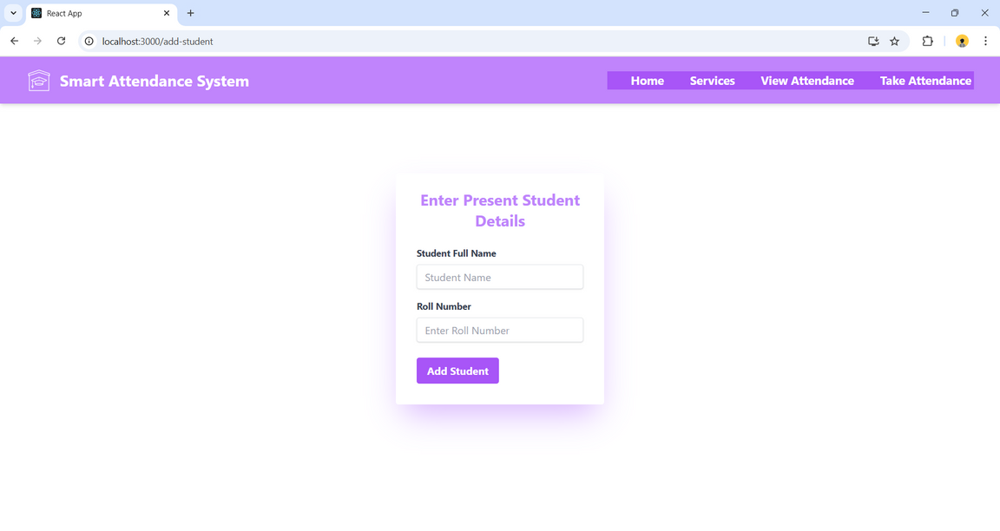 React App
localhost:3000/add-student
Smart Attendance System
Home Services View Attendance Take Attendance
Enter Present Student
Details
Student Full Name
Student Name
Roll Number
Enter Roll Number
Add Student